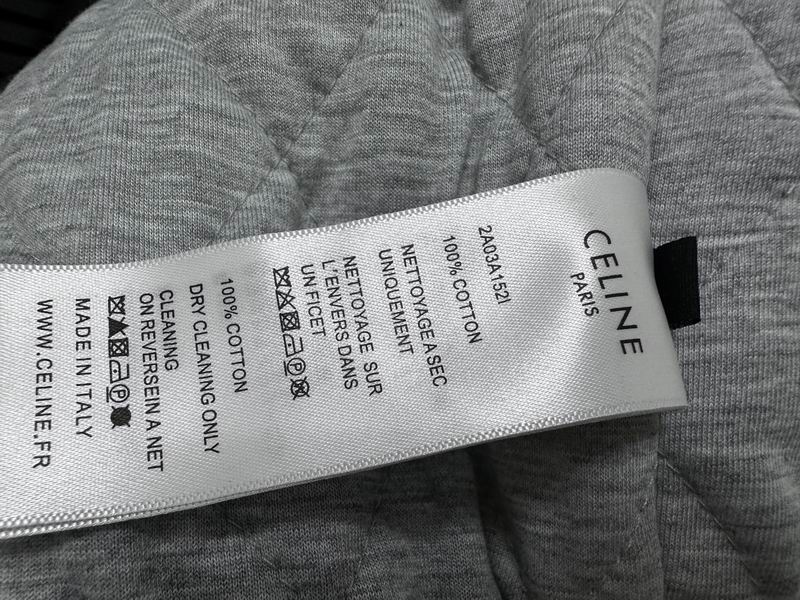 CELINE
PARIS
2A03A152I
100% COTTON
NETTOYAGE A SEC
UNIQUEMENT
NETTOYAGE SUR
L'ENVERS DANS
UN FICET
100% COTTON
DRY CLEANING ONLY
CLEANING
ON REVERSEIN A NET
MADE IN ITALY
WWW.CELINE.FR